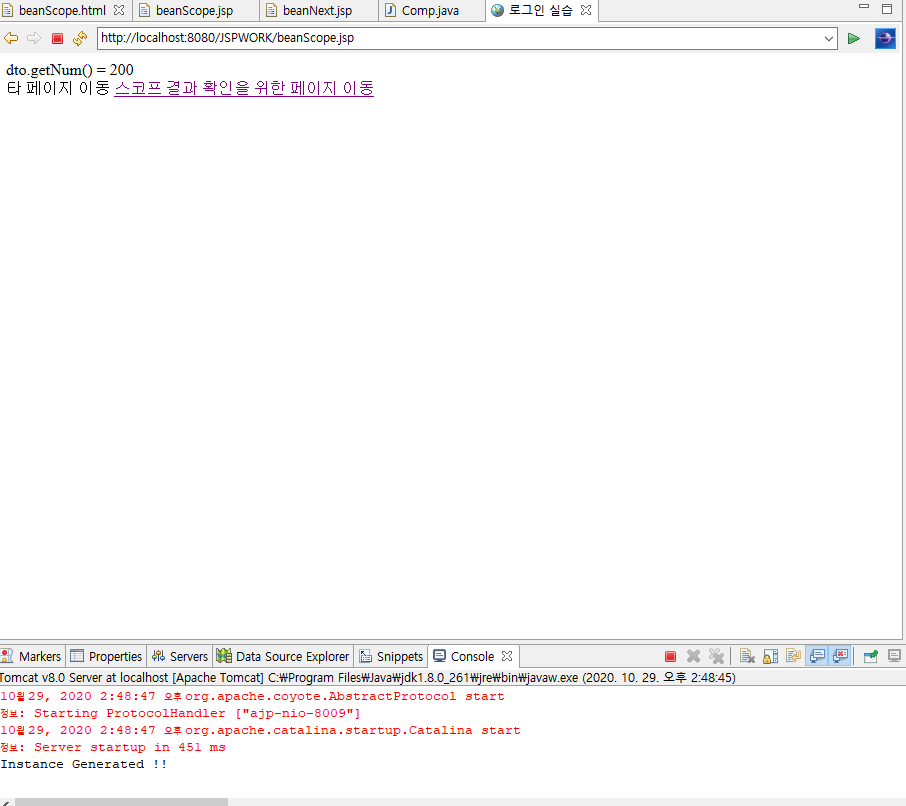 beanScope.html beanScope.jsp beanNext.jsp Comp.java 로그인 실습
http://localhost:8080/JSPWORK/beanScope.jsp
dto.getNum() = 200
타 페이지 이동 스코프 결과 확인을 위한 페이지 이동
Markers Properties Servers Data Source Explorer Snippets Console
Tomcat v8.0 Server at localhost [Apache Tomcat] C:₩Program Files₩Java₩jdk1.8.0_261₩jre₩bin₩javaw.exe (2020. 10. 29. 오후 2:48:45)
10월 29, 2020 2:48:47 오후 org.apache.coyote.AbstractProtocol start
정보: Starting ProtocolHandler ["ajp-nio-8009"]
10월 29, 2020 2:48:47 오후 org.apache.catalina.startup.Catalina start
정보: Server startup in 451 ms
Instance Generated !!